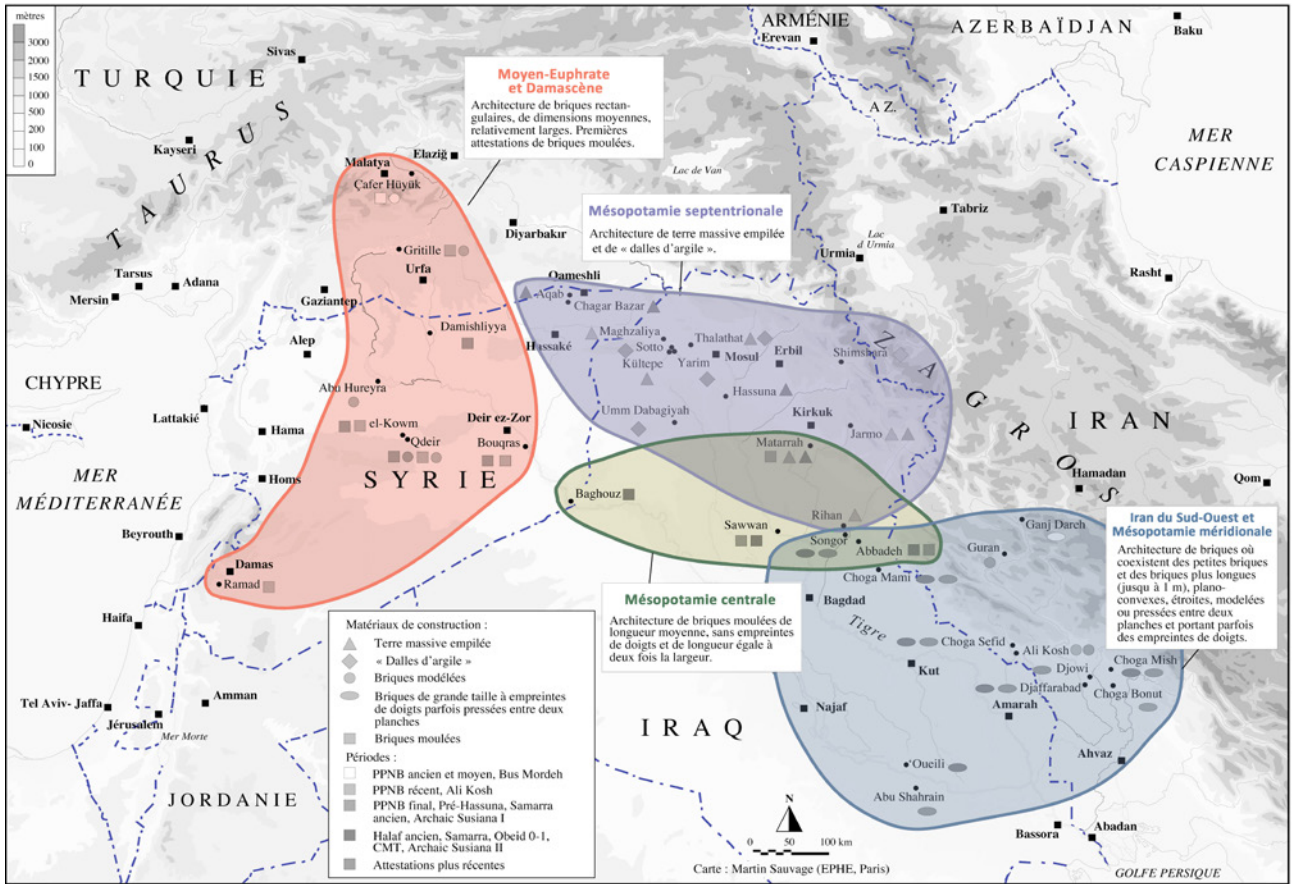 mètres
3000
2000
1500
1000
500
200
100
0
TURQUIE
TAURUS
Sivas
Kayseri
Malatya
Elazığ
Çafer Hüyük
Gritille
Urfa
Diyarbakır
Tarsus
Adana
Mersin
Gaziantep
Alep
Damishliyya
Abu Hureyra
CHYPRE
Nicosie
Lattakié
Hama
Homs
el-Kowm
Qdeir
Deir ez-Zor
Bouqras
SYRIE
MER
MÉDITERRANÉE
Beyrouth
Damas
Ramad
Haifa
Tel Aviv- Jaffa
Jérusalem
Amman
Mer Morte
JORDANIE
ARMÉNIE
Erevan
AZERBAÏDJAN
Baku
AZ.
MER
CASPIENNE
Lac de Van
Tabriz
Lac
d Urmia
Urmia
Rasht
Moyen-Euphrate
et Damascène
Architecture de briques rectan-
gulaires, de dimensions moyennes,
relativement larges. Premières
attestations de briques moulées.
Mésopotamie septentrionale
Architecture de terre massive empilée
et de « dalles d'argile ».
Qameshli
Aqab
Chagar Bazar
Hassaké
Maghzaliya
Thalathat
Sotto
Kültepe
Yarim
Mosul
Erbil
Shimshara
Hassuna
Umm Dabagiyah
Kirkuk
Jarmo
Matarrah
ZAGROS
IRAN
Hamadan
Qom
Baghouz
Sawwan
Rihan
Songor
Abbadeh
Choga Mami
Ganj Dareh
Guran
Bagdad
Tigre
Mésopotamie centrale
Architecture de briques moulées de
longueur moyenne, sans empreintes
de doigts et de longueur égale à
deux fois la largeur.
Iran du Sud-Ouest et
Mésopotamie méridionale
Architecture de briques où
coexistent des petites briques
et des briques plus longues
(jusqu'à 1 m), plano-
convexes, étroites, modelées
ou pressées entre deux
planches et portant parfois
des empreintes de doigts.
Choga Sefid
Ali Kosh
Choga Mish
Kut
Djowi
Djaffarabad
Choga Bonut
Najaf
Amarah
IRAQ
'Oueili
Ahvaz
Abu Shahrain
Bassora
Abadan
GOLFE PERSIQUE
Matériaux de construction :
Terre massive empilée
« Dalles d'argile »
Briques modélées
Briques de grande taille à empreintes
de doigts parfois pressées entre deux
planches
Briques moulées
Périodes :
PPNB ancien et moyen, Bus Mordeh
PPNB récent, Ali Kosh
PPNB final, Pré-Hassuna, Samarra
ancien, Archaic Susiana I
Halaf ancien, Samarra, Obeid 0-1,
CMT, Archaic Susiana II
Attestations plus récentes
N
0 50 100 km
Carte : Martin Sauvage (EPHE, Paris)